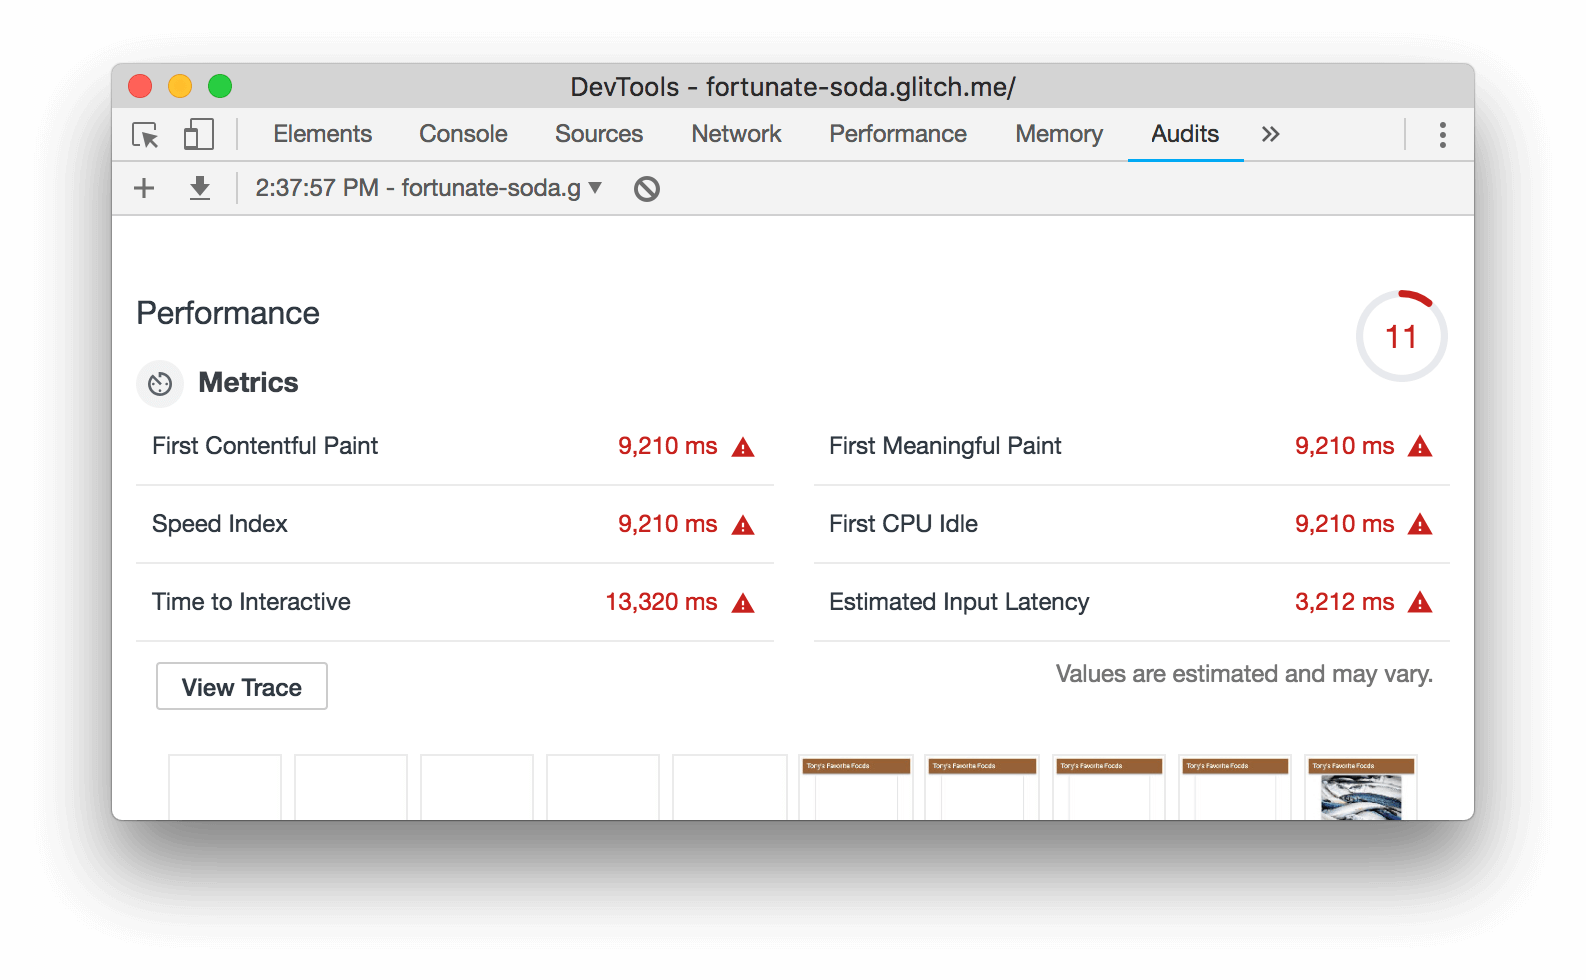 DevTools - fortunate-soda.glitch.me/
Elements Console Sources Network Performance Memory Audits »
2:37:57 PM - fortunate-soda.g ▼
Performance
11
Metrics
First Contentful Paint 9,210 ms
First Meaningful Paint 9,210 ms
Speed Index 9,210 ms
First CPU Idle 9,210 ms
Time to Interactive 13,320 ms
Estimated Input Latency 3,212 ms
View Trace
Values are estimated and may vary.
Tony's Favorite Foods
Tony's Favorite Foods
Tony's Favorite Foods
Tony's Favorite Foods
Tony's Favorite Foods